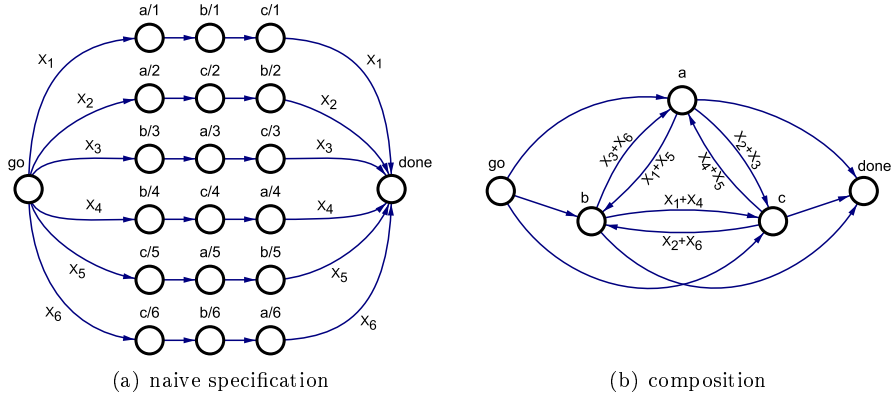 a/1 b/1 c/1
X1 X1
a/2 c/2 b/2
X2 X2
b/3 a/3 c/3
X3 X3
go done
b/4 c/4 a/4
X4 X4
c/5 a/5 b/5
X5 X5
c/6 b/6 a/6
X6 X6
(a) naive specification
a
X3+X6 X1+X5 X4+X5 X2+X3
go done
b c
X1+X4
X2+X6
(b) composition